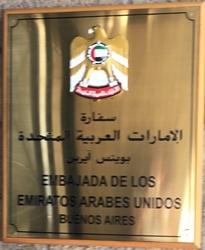 سفارة
الإمارات العربية المتحدة
بوينس آيرس
EMBAJADA DE LOS
EMIRATOS ARABES UNIDOS
BUENOS AIRES